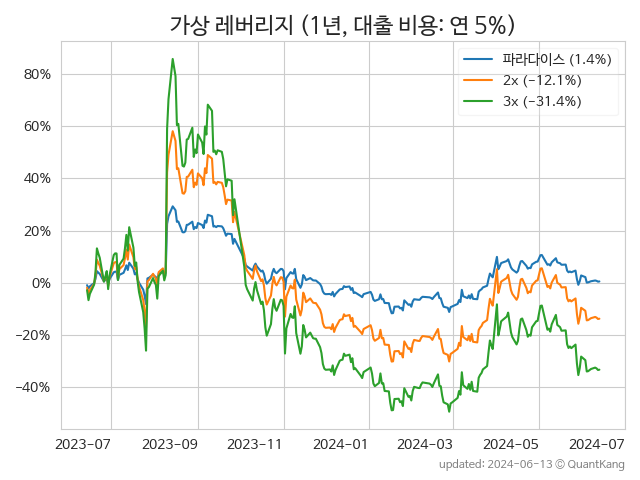 가상 레버리지 (1년, 대출 비용: 연 5%)
파라다이스 (1.4%)
2x (−12.1%)
3x (−31.4%)
80%
60%
40%
20%
0%
−20%
−40%
2023-07 2023-09 2023-11 2024-01 2024-03 2024-05 2024-07
updated: 2024-06-13 © QuantKang